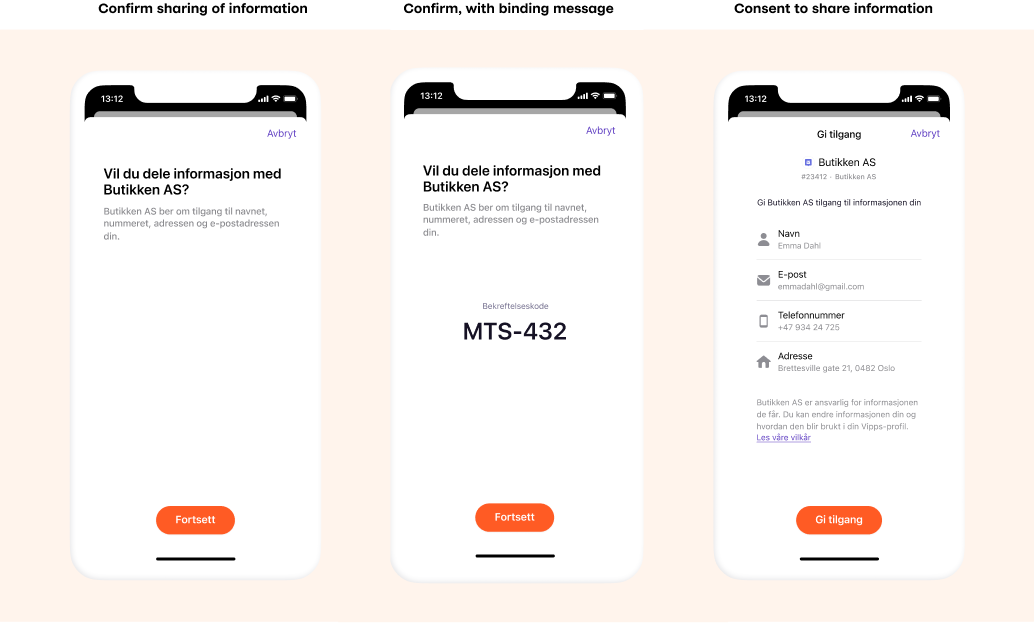 Confirm sharing of information
Confirm, with binding message
Consent to share information
13:12
Avbryt
Vil du dele informasjon med
Butikken AS?
Butikken AS ber om tilgang til navnet,
nummeret, adressen og e-postadressen
din.
Fortsett
13:12
Avbryt
Vil du dele informasjon med
Butikken AS?
Butikken AS ber om tilgang til navnet,
nummeret, adressen og e-postadressen
din.
Bekreftelseskode
MTS-432
Fortsett
13:12
Gi tilgang
Avbryt
Butikken AS
#23412 · Butikken AS
Gi Butikken AS tilgang til informasjonen din
Navn
Emma Dahl
E-post
emmadahl@gmail.com
Telefonnummer
+47 934 24 725
Adresse
Brettesville gate 21, 0482 Oslo
Butikken AS er ansvarlig for informasjonen
de får. Du kan endre informasjonen din og
hvordan den blir brukt i din Vipps-profil.
Les våre vilkår
Gi tilgang